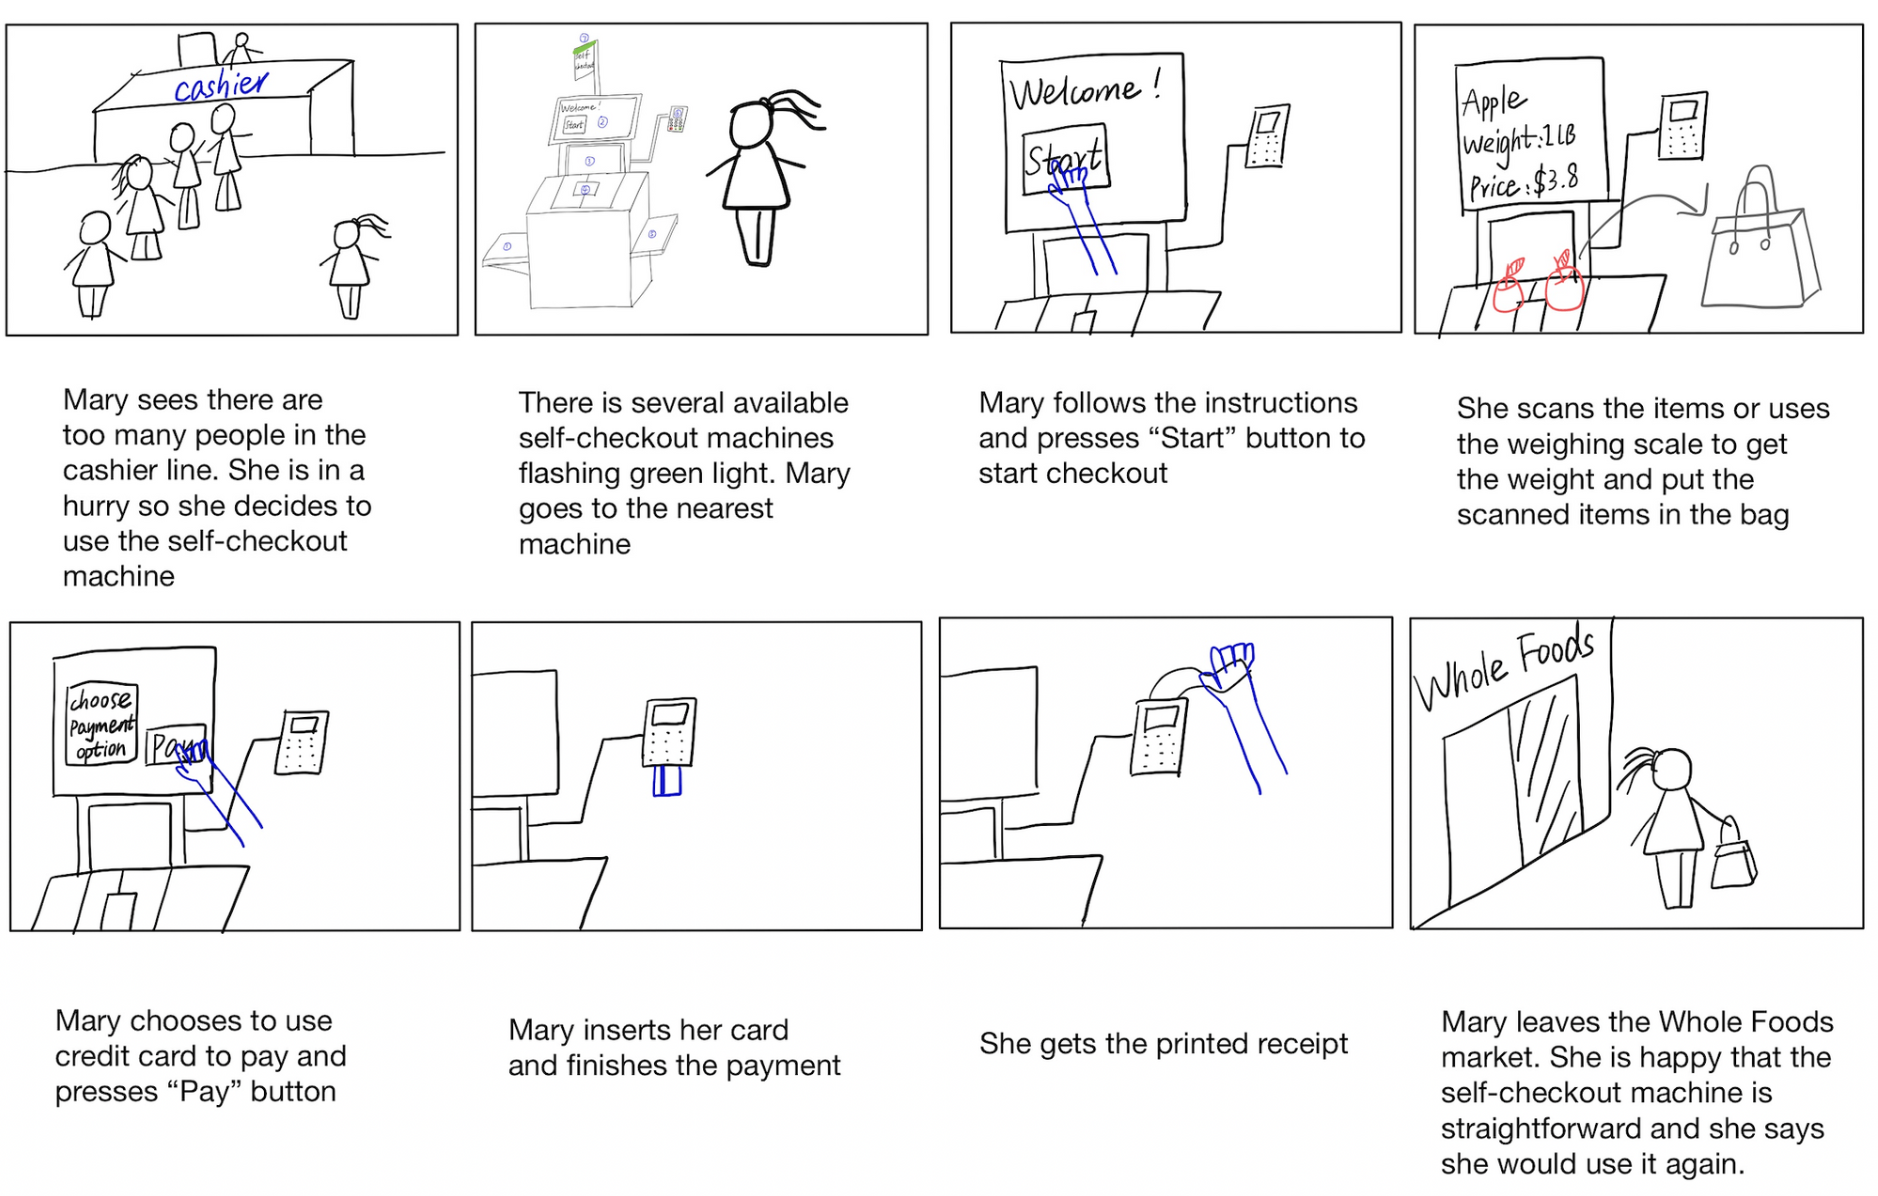 cashier
self
checkout
Welcome!
Start
Welcome!
Start
Apple
Weight:1LB
Price:$3.8
Mary sees there are
too many people in the
cashier line. She is in a
hurry so she decides to
use the self-checkout
machine
There is several available
self-checkout machines
flashing green light. Mary
goes to the nearest
machine
Mary follows the instructions
and presses “Start” button to
start checkout
She scans the items or uses
the weighing scale to get
the weight and put the
scanned items in the bag
choose
Payment
option
Pay
Whole Foods
Mary chooses to use
credit card to pay and
presses “Pay” button
Mary inserts her card
and finishes the payment
She gets the printed receipt
Mary leaves the Whole Foods
market. She is happy that the
self-checkout machine is
straightforward and she says
she would use it again.